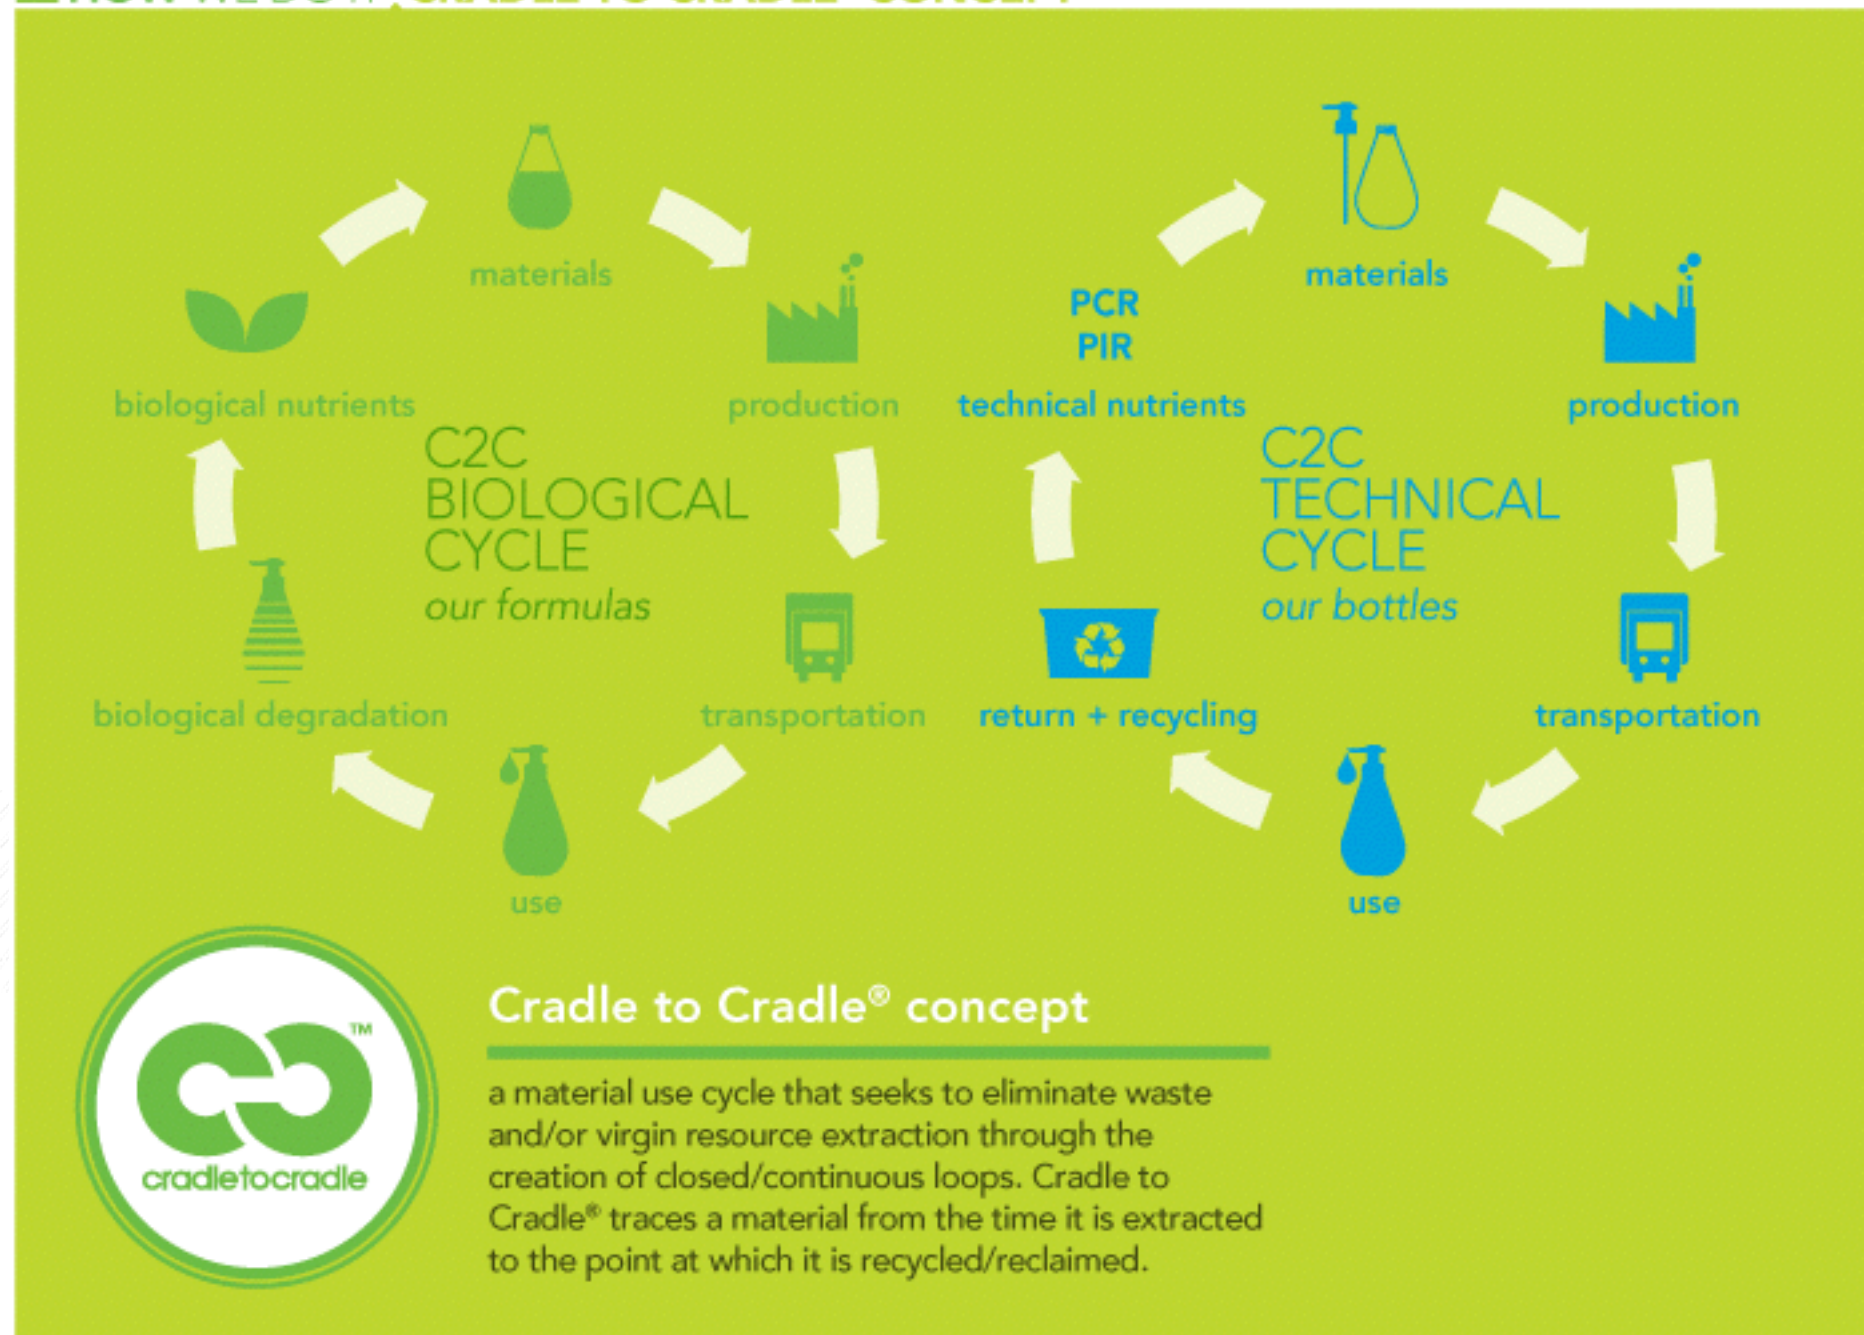 materials
biological nutrients
production
C2C
BIOLOGICAL
CYCLE
our formulas
biological degradation
transportation
use
materials
PCR
PIR
technical nutrients
production
C2C
TECHNICAL
CYCLE
our bottles
return + recycling
transportation
use
TM
cradletocradle
Cradle to Cradle® concept
a material use cycle that seeks to eliminate waste
and/or virgin resource extraction through the
creation of closed/continuous loops. Cradle to
Cradle® traces a material from the time it is extracted
to the point at which it is recycled/reclaimed.